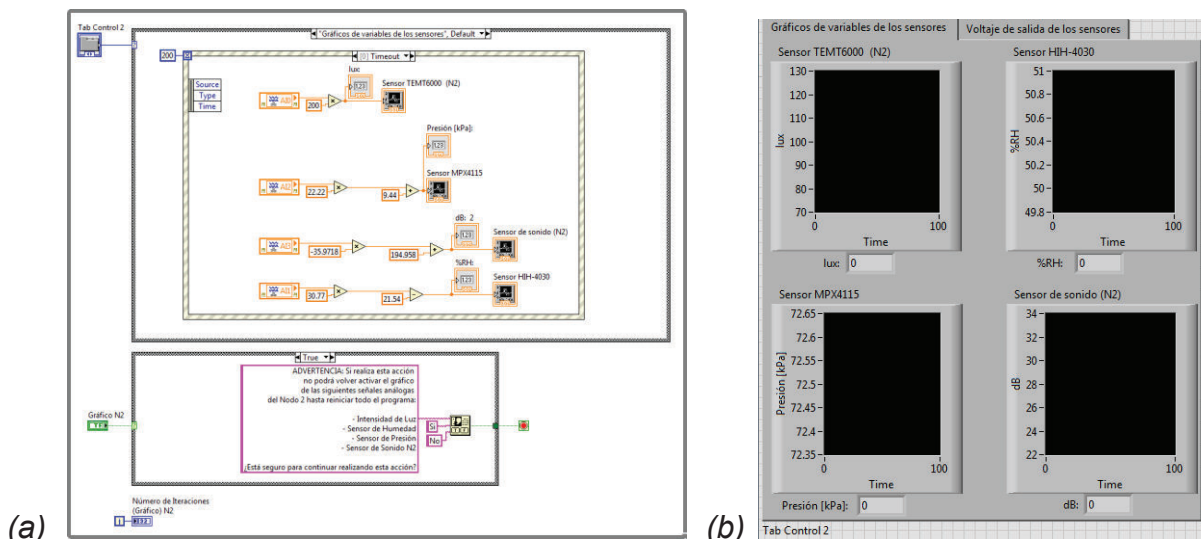 Tab Control 2
"Gráficos de variables de los sensores", Default
200
[0] Timeout
Source
Type
Time
lux:
1.23
Sensor TEMT6000 (N2)
200
Presión [kPa]:
1.23
Sensor MPX4115
22.22
9.44
dB: 2
1.23
Sensor de sonido (N2)
-35.9718
194.958
%RH:
1.23
Sensor HIH-4030
30.77
21.54
True
ADVERTENCIA: Si realiza esta acción
no podrá volver activar el gráfico
de las siguientes señales análogas
del Nodo 2 hasta reiniciar todo el programa:
- Intensidad de Luz
- Sensor de Humedad
- Sensor de Presión
- Sensor de Sonido N2
¿Está seguro para continuar realizando esta acción?
Si
No
Gráfico N2
TF
Número de Iteraciones
(Gráfico) N2
i
I32
(a)
Gráficos de variables de los sensores
Voltaje de salida de los sensores
Sensor TEMT6000 (N2)
130
120
110
100
90
80
70
lux
0
100
Time
lux: 0
Sensor HIH-4030
51
50.8
50.6
50.4
50.2
50
49.8
%RH
0
100
Time
%RH: 0
Sensor MPX4115
72.65
72.6
72.55
72.5
72.45
72.4
72.35
Presión [kPa]
0
100
Time
Presión [kPa]: 0
Sensor de sonido (N2)
34
32
30
28
26
24
22
dB
0
100
Time
dB: 0
Tab Control 2
(b)